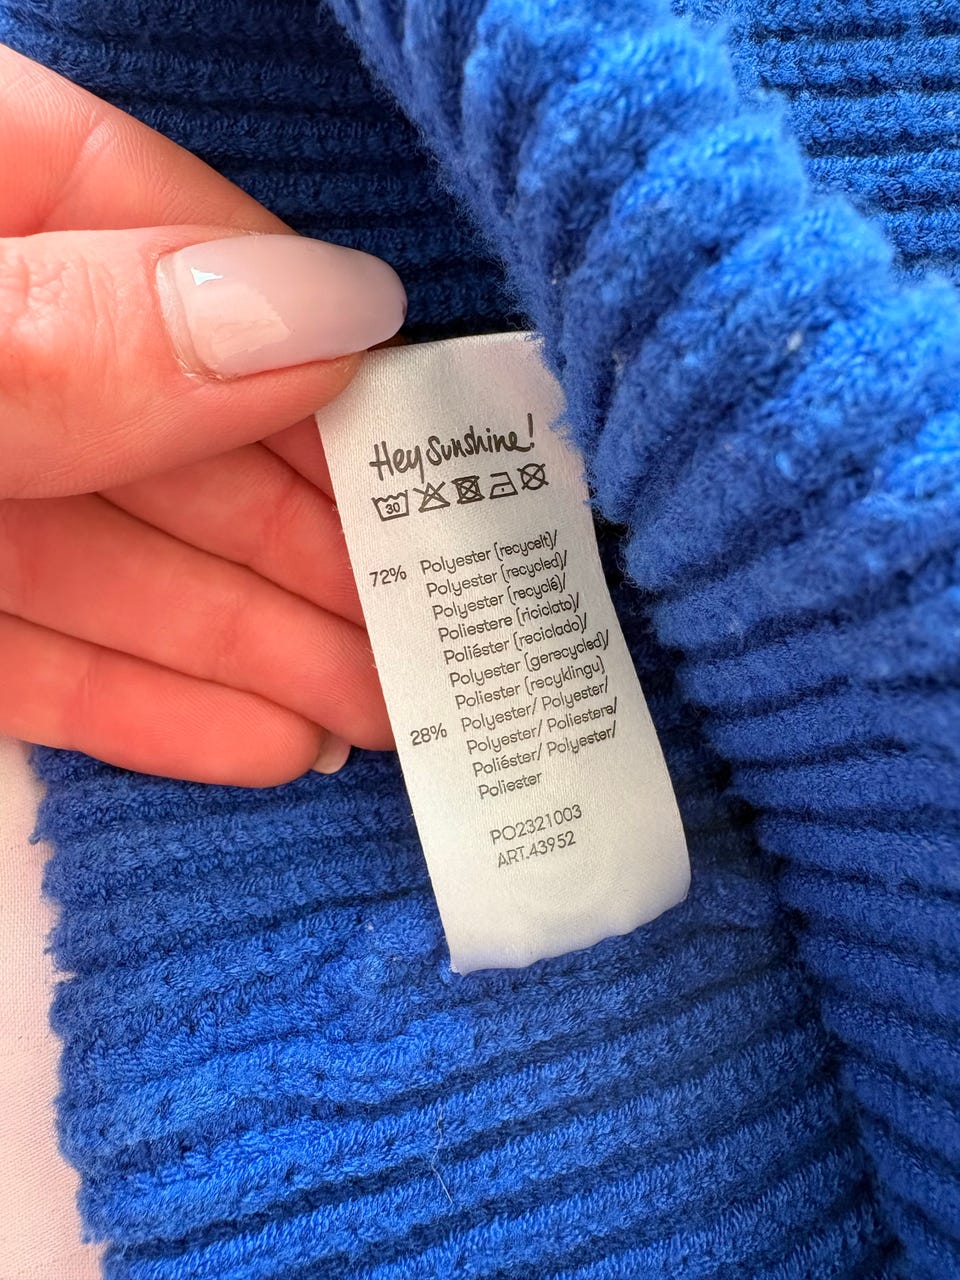 Hey Sunshine!
30
72% Polyester (recycelt)/
Polyester (recycled)/
Polyester (recyclé)/
Poliestere (riciclato)/
Poliéster (reciclado)/
Polyester (gerecycled)/
Poliester (recyklingu)
28% Polyester/ Polyester/
Polyester/ Poliestere/
Poliéster/ Polyester/
Poliester
PO2321003
ART.43952